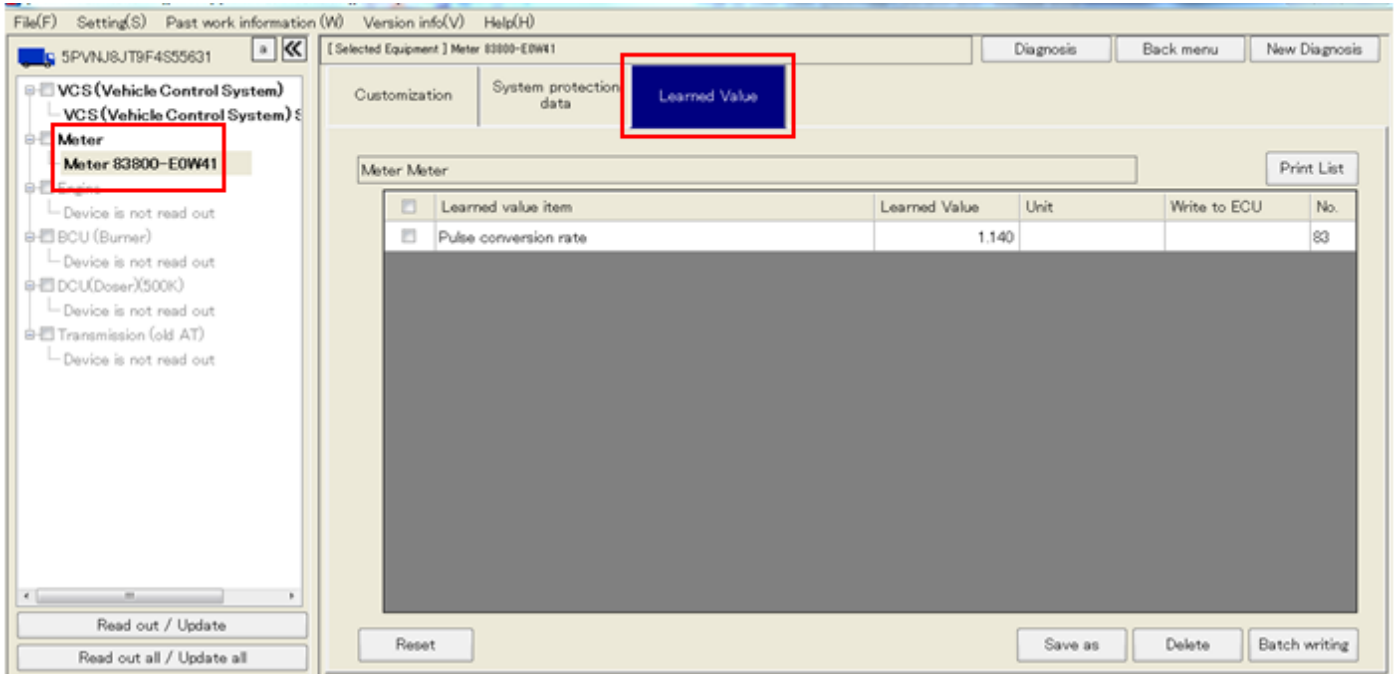 File(F) Setting(S) Past work information (W) Version info(V) Help(H)
5PVNJ8JT9F4S55631
a
VCS(Vehicle Control System)
VCS(Vehicle Control System) S
Meter
Meter 83800-E0W41
Engine
Device is not read out
BCU (Burner)
Device is not read out
DCU(Doser)(500K)
Device is not read out
Transmission (old AT)
Device is not read out
Read out / Update
Read out all / Update all
[ Selected Equipment ] Meter 83800-E0W41
Diagnosis Back menu New Diagnosis
Customization
System protection
data
Learned Value
Meter Meter
Print List
Learned value item Learned Value Unit Write to ECU No.
Pulse conversion rate 1.140 83
Reset Save as Delete Batch writing